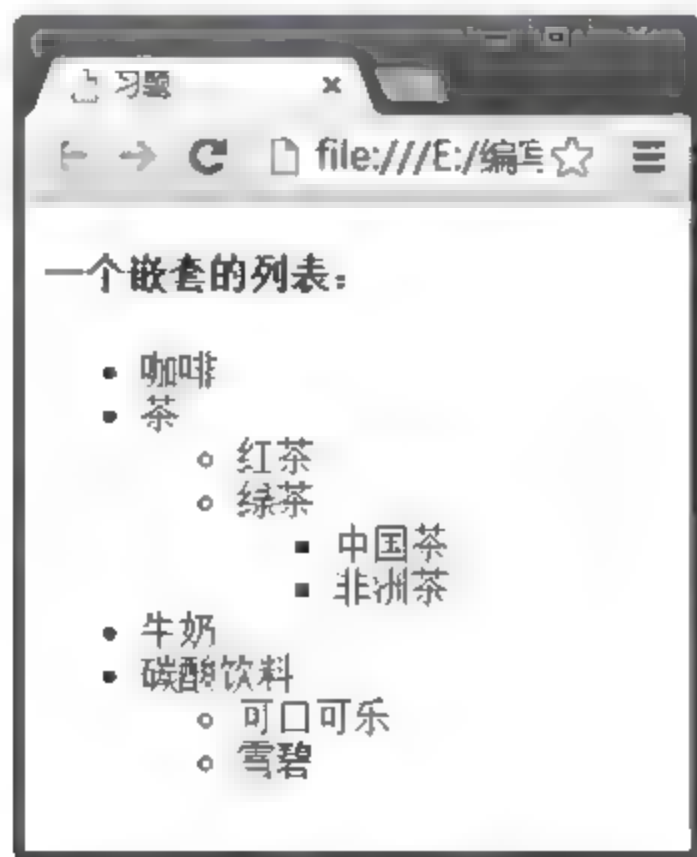 习题
file:///E:/编写
一个嵌套的列表：
咖啡
茶
红茶
绿茶
中国茶
非洲茶
牛奶
碳酸饮料
可口可乐
雪碧